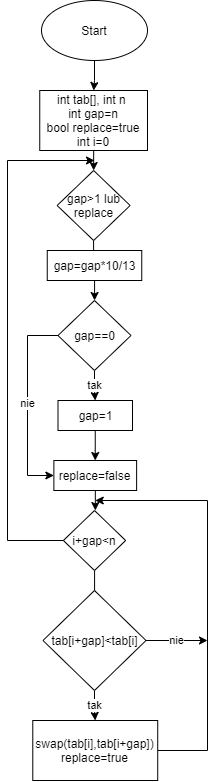 Start
int tab[], int n
int gap=n
bool replace=true
int i=0
gap>1 lub
replace
gap=gap*10/13
gap==0
tak
nie
gap=1
replace=false
i+gap<n
tab[i+gap]<tab[i]
nie
tak
swap(tab[i],tab[i+gap])
replace=true